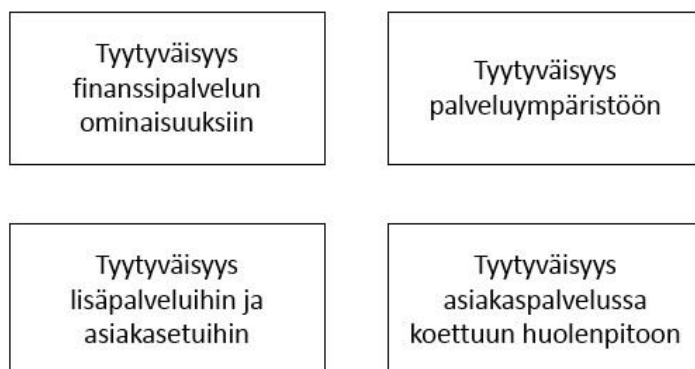 Tyytyväisyys
finanssipalvelun
ominaisuuksiin
Tyytyväisyys
palveluympäristöön
Tyytyväisyys
lisäpalveluihin ja
asiakasetuihin
Tyytyväisyys
asiakaspalvelussa
koettuun huolenpitoon